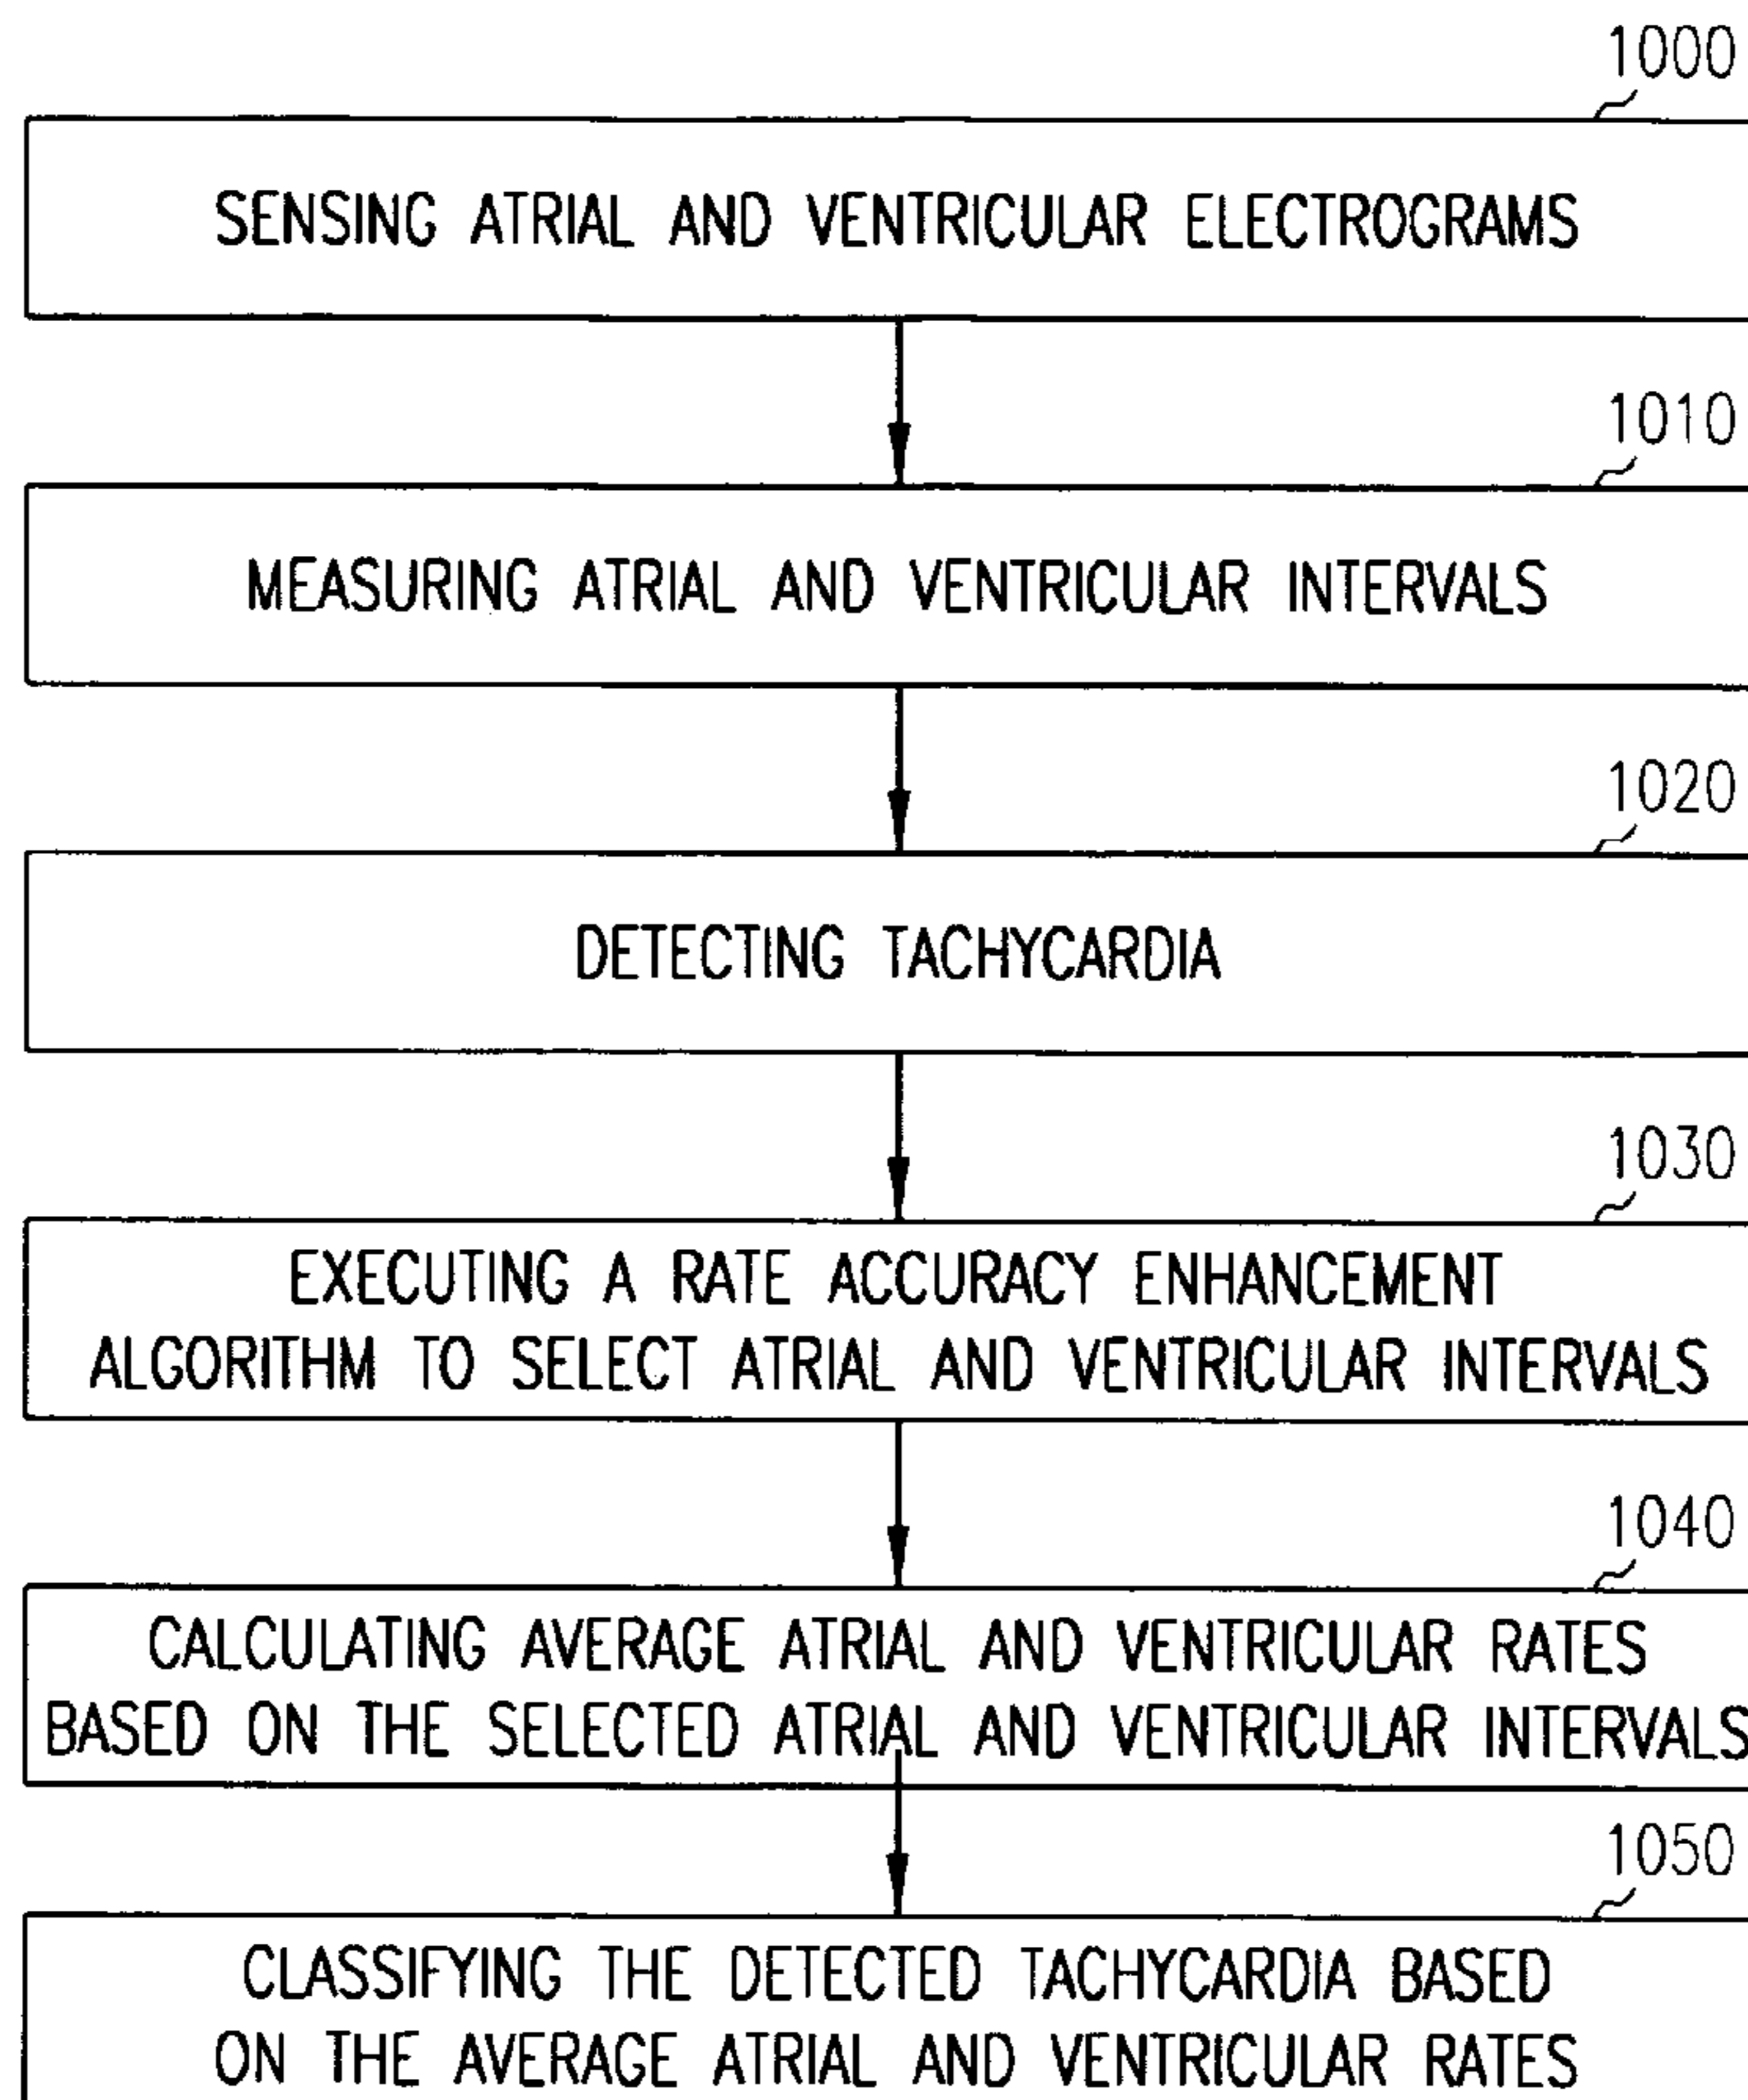 1000
SENSING ATRIAL AND VENTRICULAR ELECTROGRAMS
1010
MEASURING ATRIAL AND VENTRICULAR INTERVALS
1020
DETECTING TACHYCARDIA
1030
EXECUTING A RATE ACCURACY ENHANCEMENT
ALGORITHM TO SELECT ATRIAL AND VENTRICULAR INTERVALS
1040
CALCULATING AVERAGE ATRIAL AND VENTRICULAR RATES
BASED ON THE SELECTED ATRIAL AND VENTRICULAR INTERVALS
1050
CLASSIFYING THE DETECTED TACHYCARDIA BASED
ON THE AVERAGE ATRIAL AND VENTRICULAR RATES